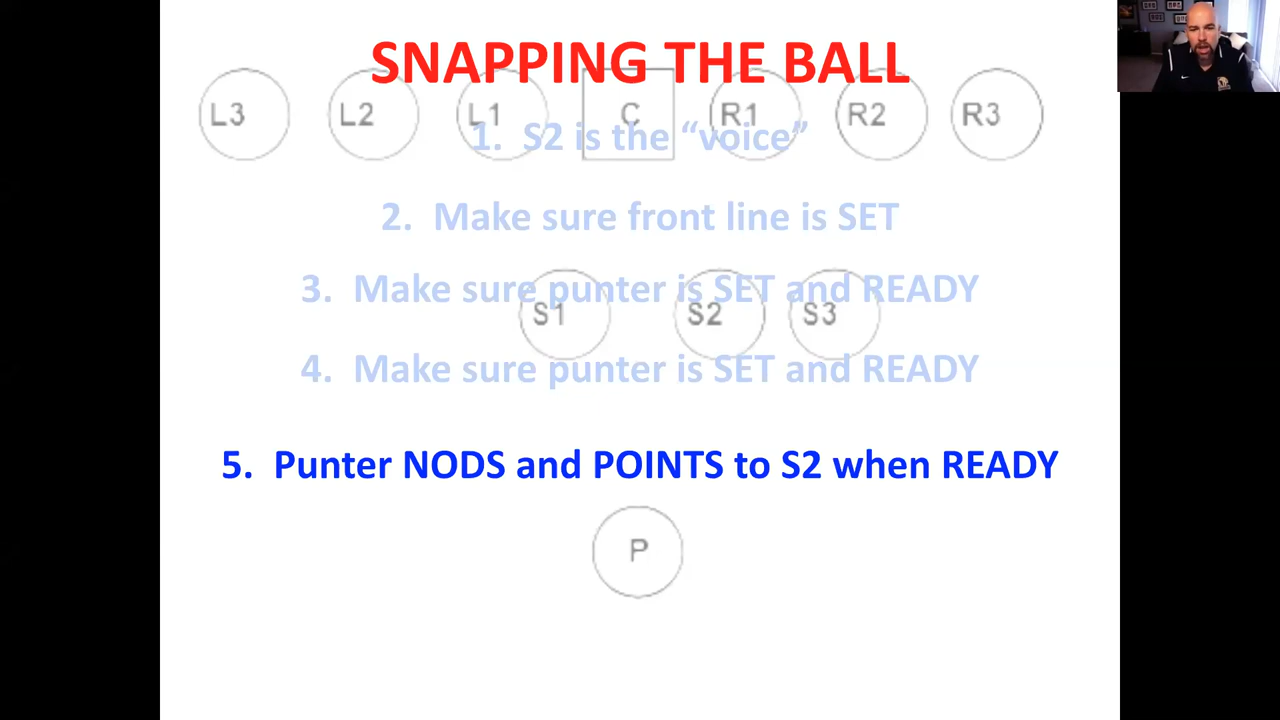 SNAPPING THE BALL
L3 L2 L1 C R1 R2 R3
1. S2 is the “voice”
2. Make sure front line is SET
3. Make sure punter is SET and READY
S1 S2 S3
4. Make sure punter is SET and READY
5. Punter NODS and POINTS to S2 when READY
P